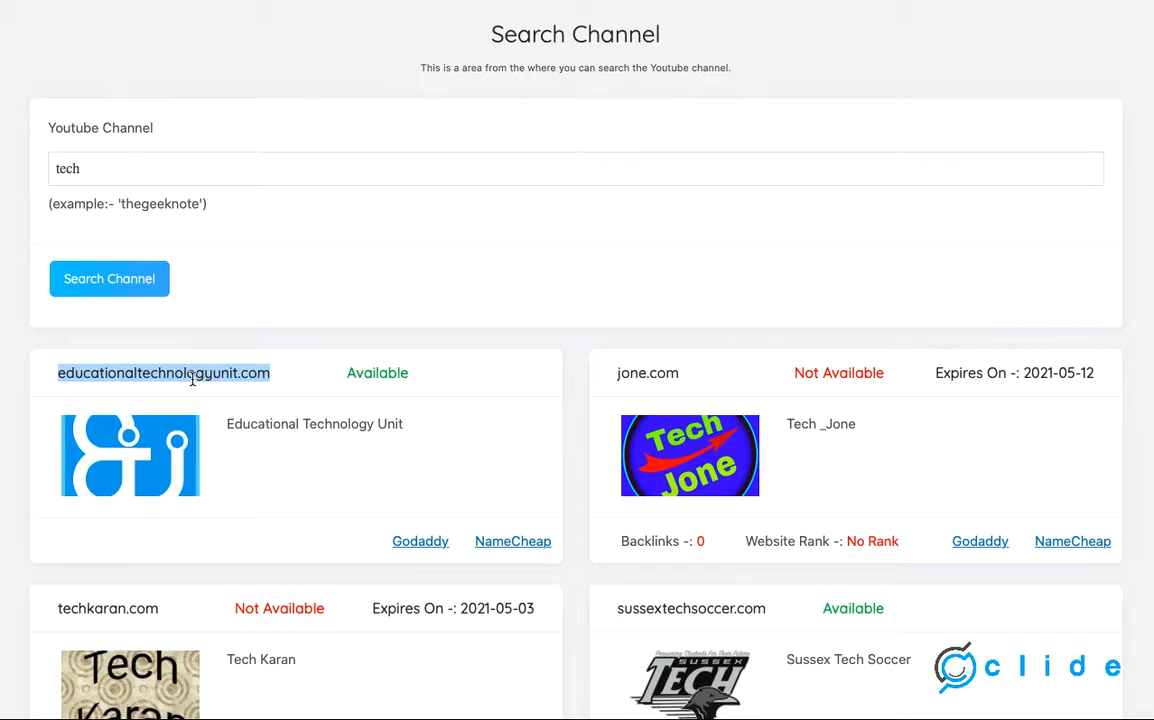 Search Channel
This is a area from the where you can search the Youtube channel.
Youtube Channel
tech
(example:- 'thegeeknote')
Search Channel
educationaltechnologyunit.com Available
Educational Technology Unit
Godaddy NameCheap
jone.com Not Available Expires On -: 2021-05-12
Tech
Jone
Tech _Jone
Backlinks -: 0 Website Rank -: No Rank Godaddy NameCheap
techkaran.com Not Available Expires On -: 2021-05-03
Tech
Karan
Tech Karan
sussextechsoccer.com Available
SUSSEX
TECH
Sussex Tech Soccer
clide